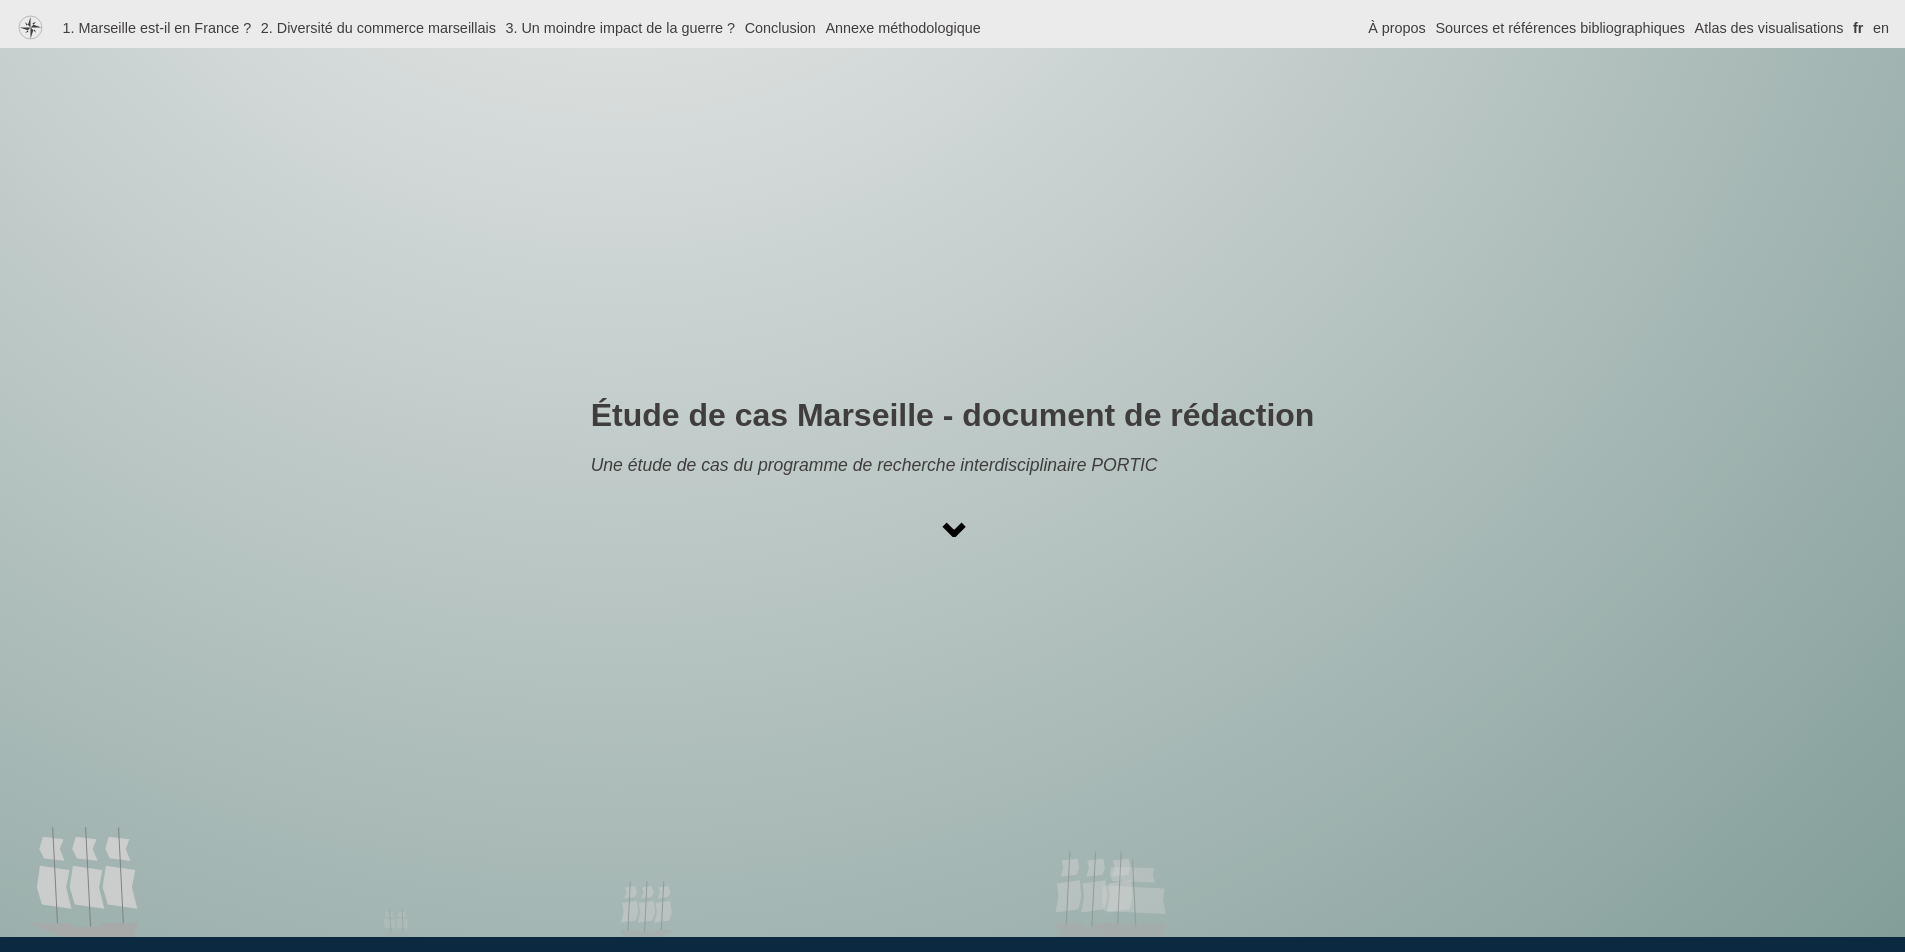 1. Marseille est-il en France ? 2. Diversité du commerce marseillais 3. Un moindre impact de la guerre ? Conclusion Annexe méthodologique À propos Sources et références bibliographiques Atlas des visualisations fr en
Étude de cas Marseille - document de rédaction
Une étude de cas du programme de recherche interdisciplinaire PORTIC